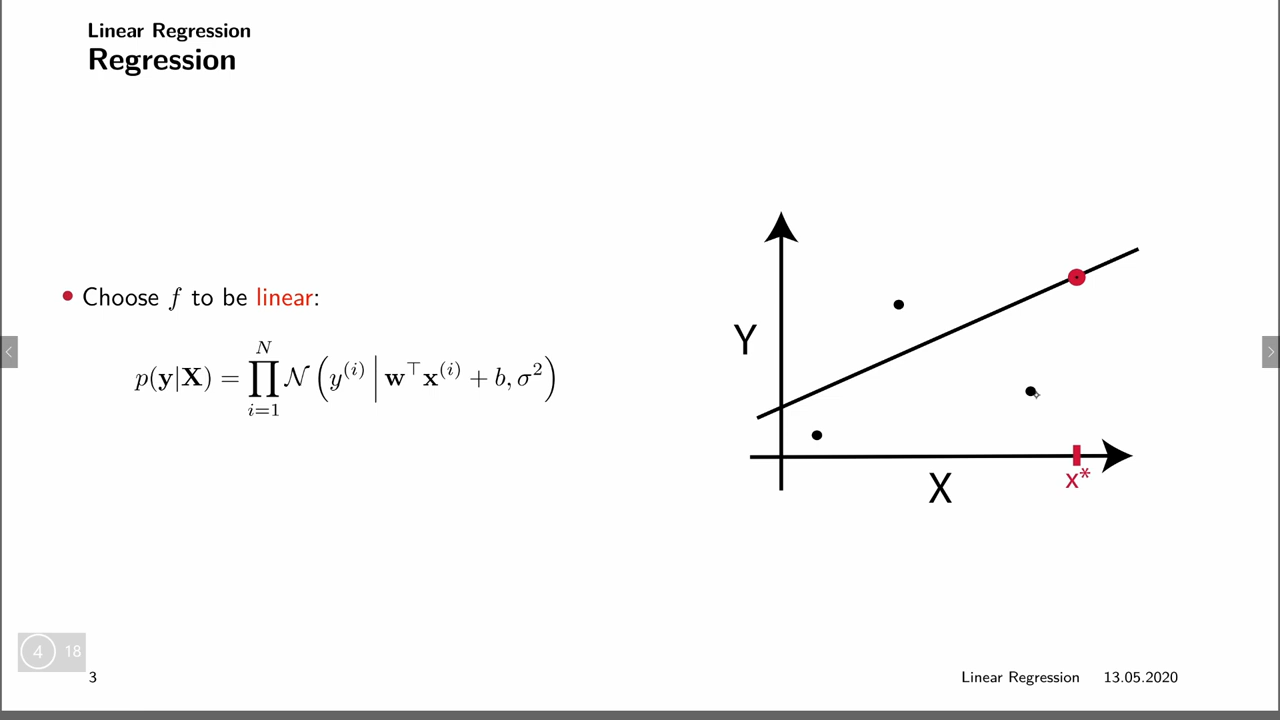 Linear Regression
Regression
• Choose f to be linear:
p(y|X) = ∏_{i=1}^{N} 𝒩 ( y^{(i)} | w^⊤ x^{(i)} + b, σ^2 )
Y
X
x*
4 18
3
Linear Regression 13.05.2020